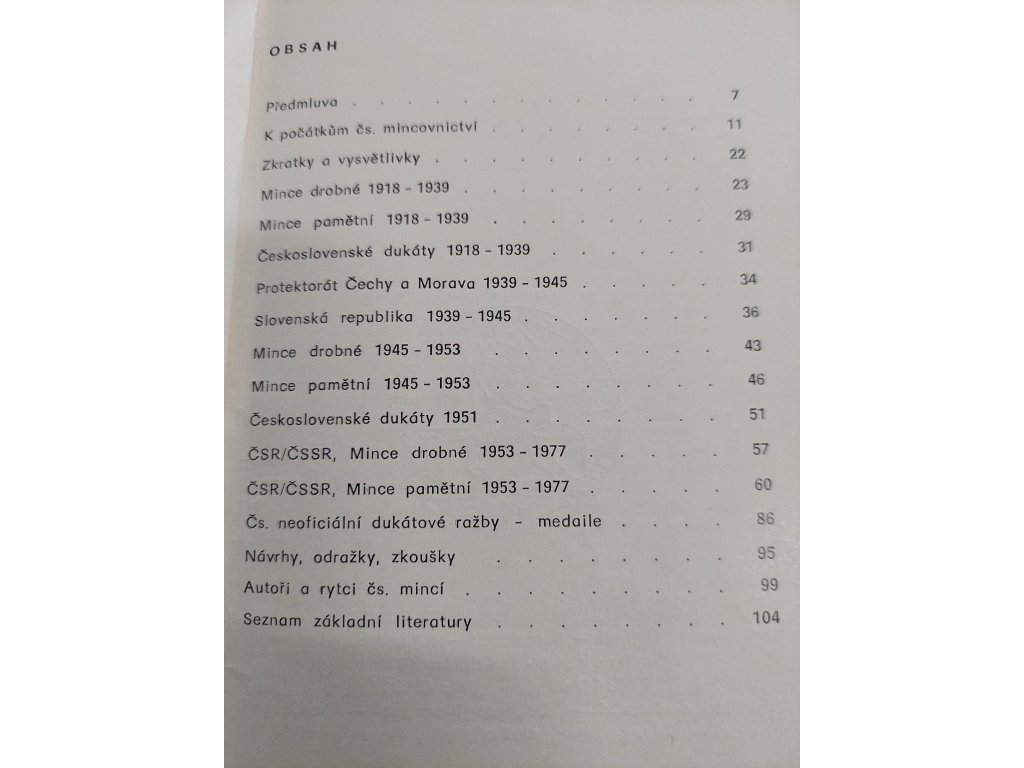 OBSAH
Předmluva . . . . . . . . . . . . . 7
K počátkům čs. mincovnictví . . . . . . . . 11
Zkratky a vysvětlivky . . . . . . . . . . 22
Mince drobné 1918 – 1939 . . . . . . . . . 23
Mince pamětní 1918 – 1939 . . . . . . . . 29
Československé dukáty 1918 – 1939 . . . . . . 31
Protektorát Čechy a Morava 1939 – 1945 . . . . . 34
Slovenská republika 1939 – 1945 . . . . . . . 36
Mince drobné 1945 – 1953 . . . . . . . . 43
Mince pamětní 1945 – 1953 . . . . . . . . 46
Československé dukáty 1951 . . . . . . . . 51
ČSR/ČSSR, Mince drobné 1953 – 1977 . . . . . 57
ČSR/ČSSR, Mince pamětní 1953 – 1977 . . . . . 60
Čs. neoficiální dukátové ražby – medaile . . . . 86
Návrhy, odražky, zkoušky . . . . . . . . 95
Autoři a rytci čs. mincí . . . . . . . . . 99
Seznam základní literatury . . . . . . . . 104